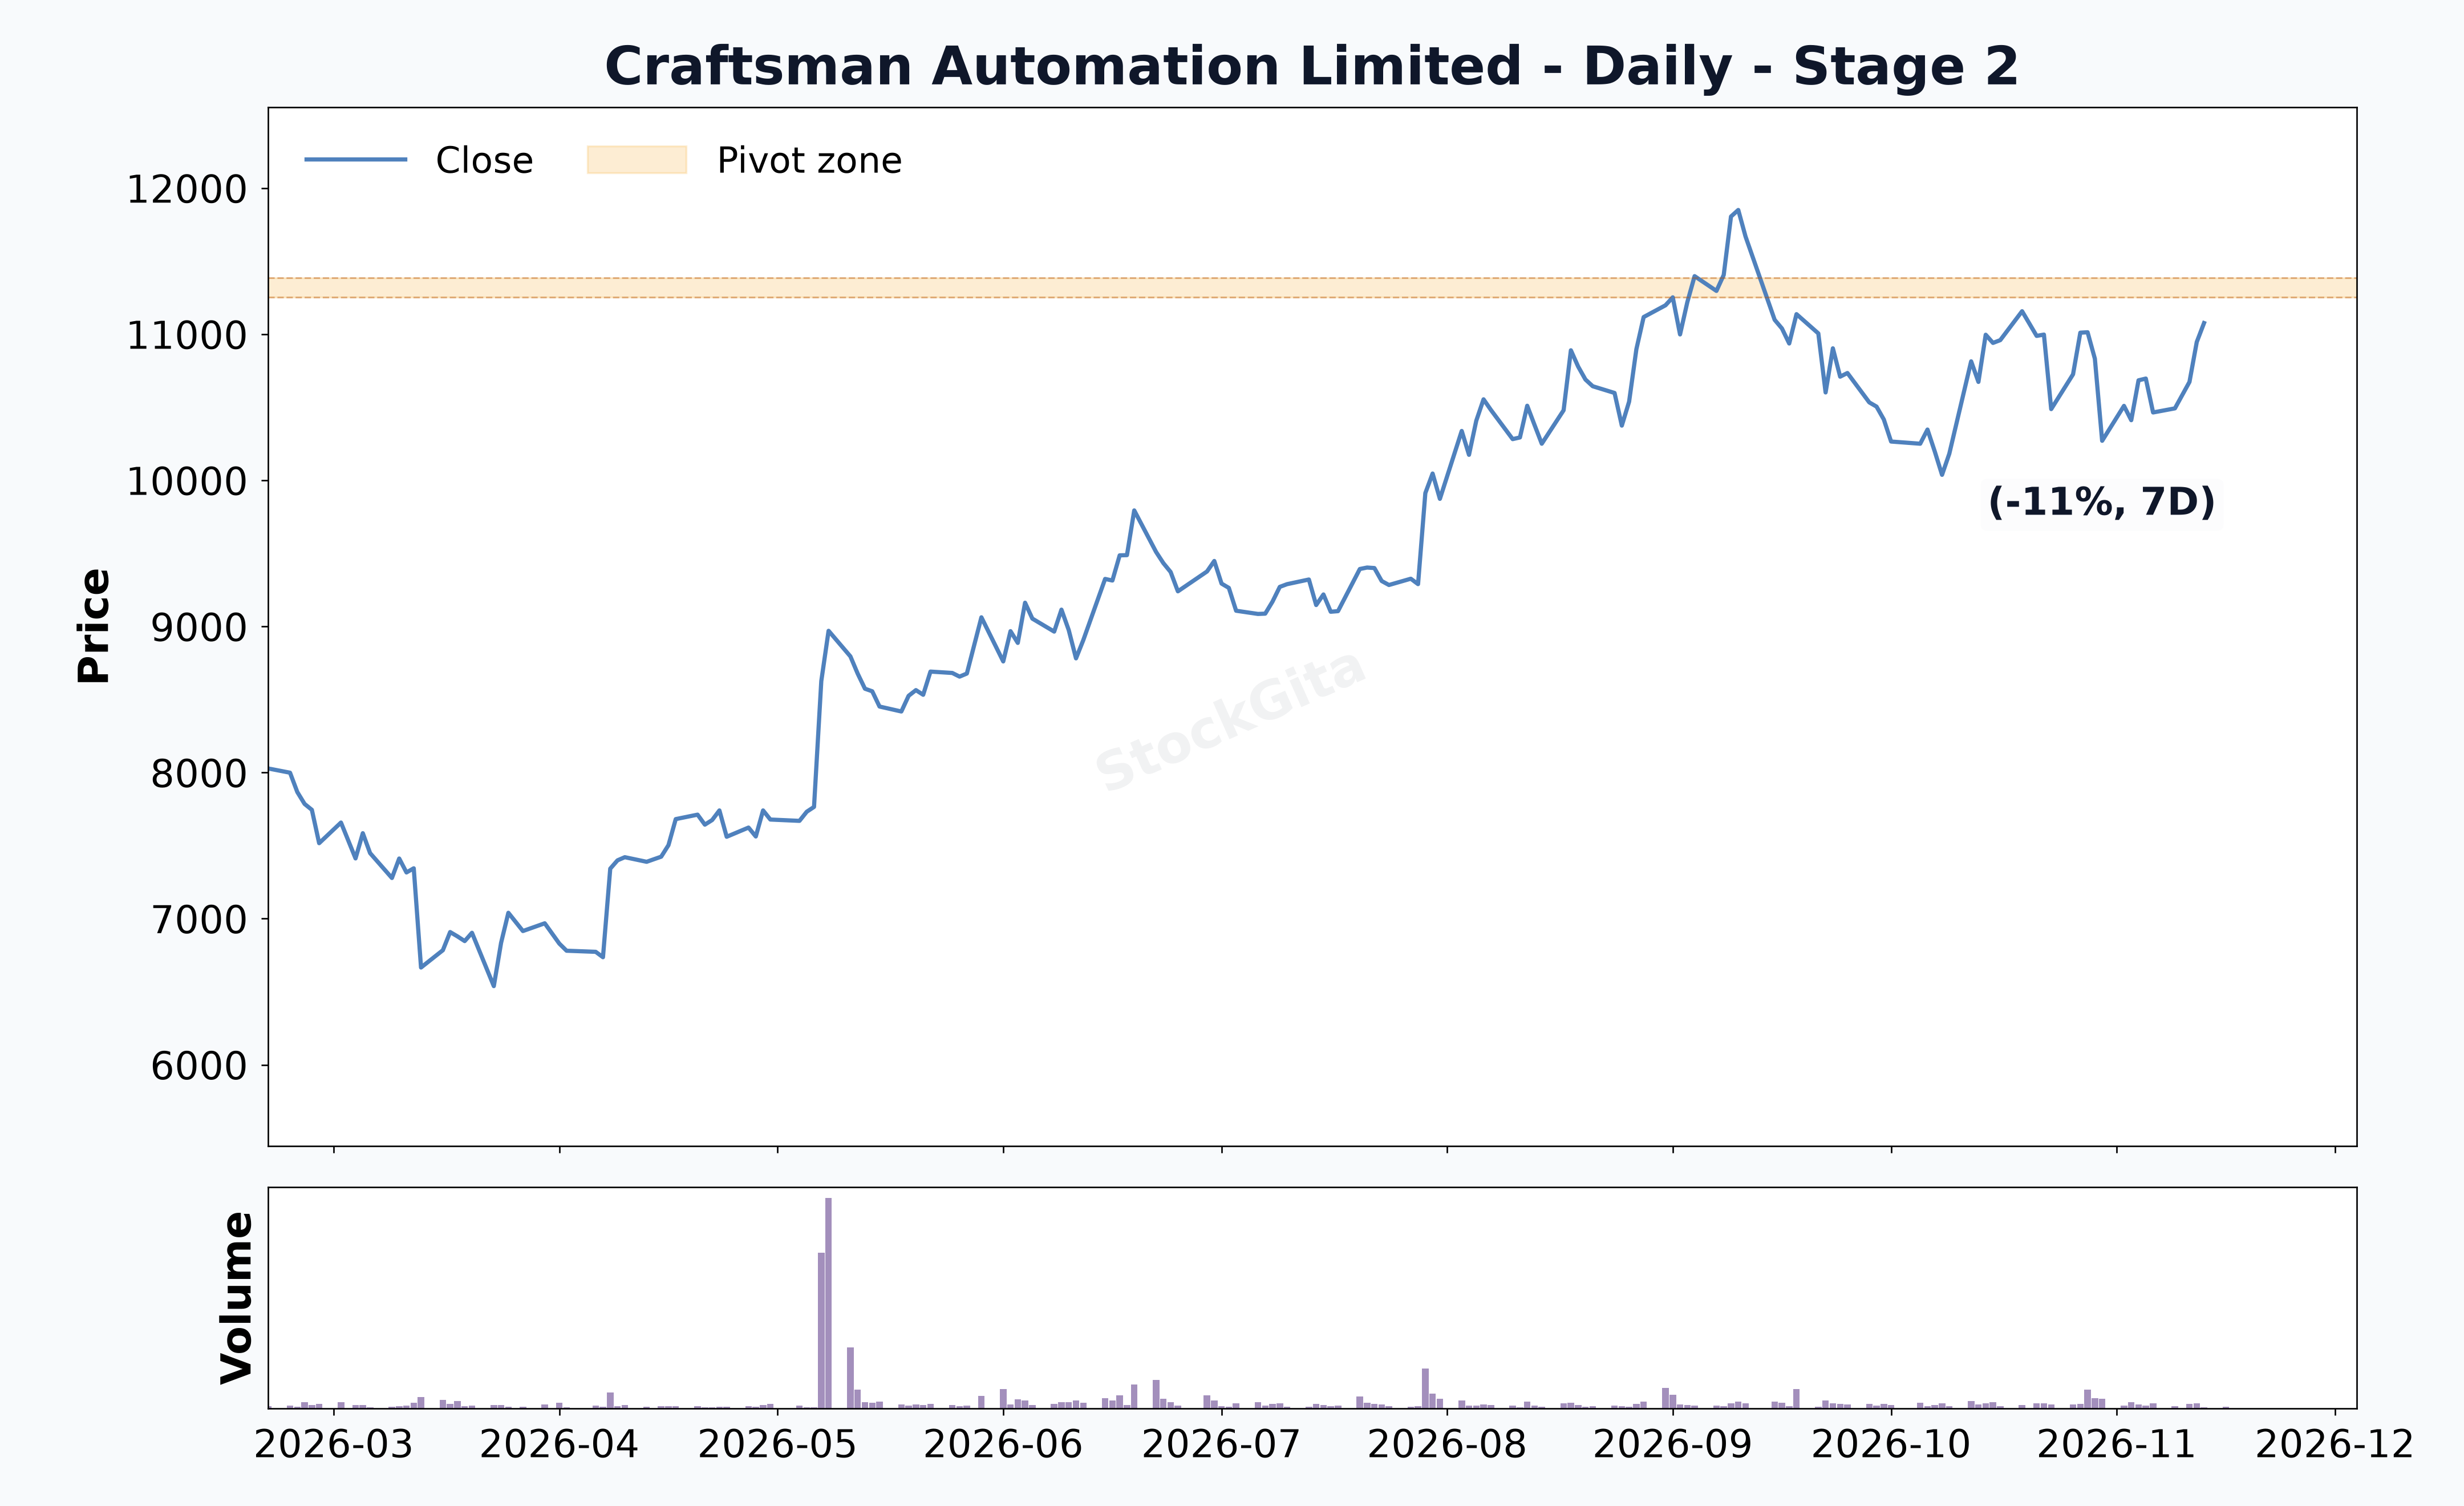 Craftsman Automation Limited - Daily - Stage 2
Close
Pivot zone
12000
11000
10000
9000
8000
7000
6000
Price
(-11%, 7D)
StockGita
Volume
2026-03
2026-04
2026-05
2026-06
2026-07
2026-08
2026-09
2026-10
2026-11
2026-12